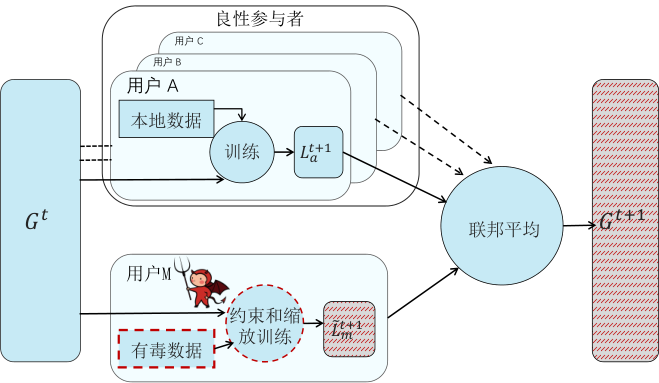 良性参与者
用户 C
用户 B
用户 A
本地数据
训练
L_a^{t+1}
G^t
联邦平均
G^{t+1}
用户M
约束和缩
放训练
有毒数据
L̃_m^{t+1}